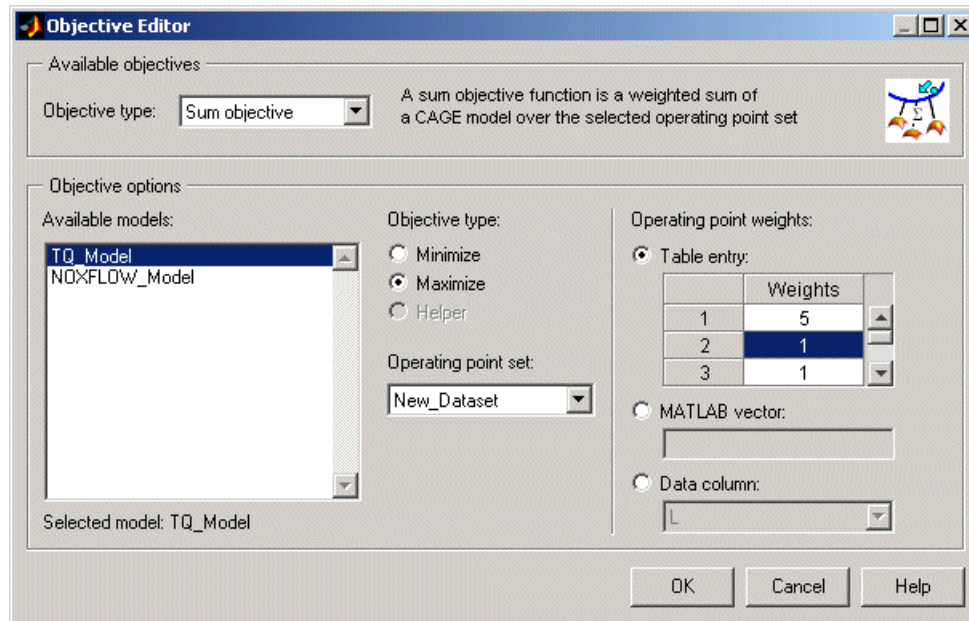 Objective Editor
Available objectives
Objective type: Sum objective
A sum objective function is a weighted sum of
a CAGE model over the selected operating point set
Σ
Objective options
Available models:
TQ_Model
NOXFLOW_Model
Selected model: TQ_Model
Objective type:
Minimize
Maximize
Helper
Operating point set:
New_Dataset
Operating point weights:
Table entry:
Weights
1 5
2 1
3 1
MATLAB vector:
Data column:
L
OK Cancel Help